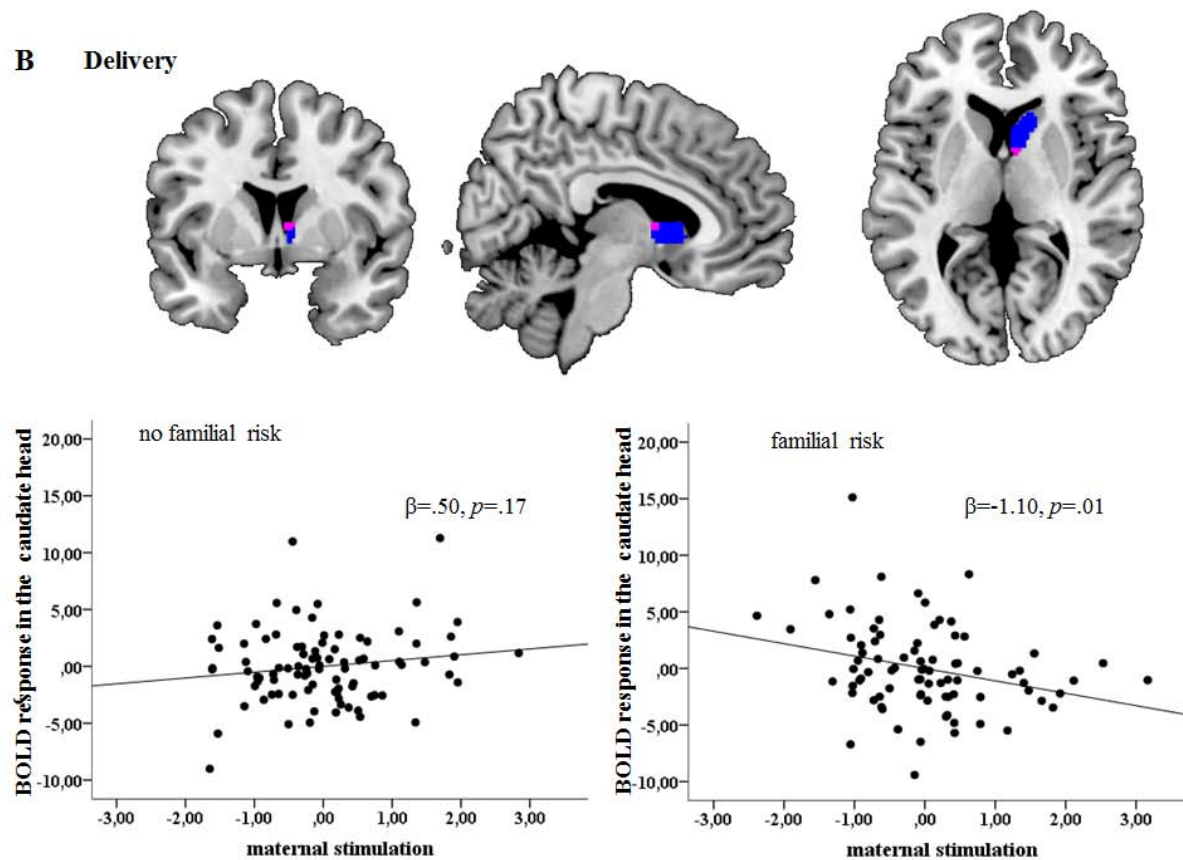 B Delivery
no familial risk
β=.50, p=.17
BOLD response in the caudate head
20,00
15,00
10,00
5,00
,00
-5,00
-10,00
-3,00 -2,00 -1,00 ,00 1,00 2,00 3,00
maternal stimulation
familial risk
β=-1.10, p=.01
BOLD response in the caudate head
20,00
15,00
10,00
5,00
,00
-5,00
-10,00
-3,00 -2,00 -1,00 ,00 1,00 2,00 3,00
maternal stimulation